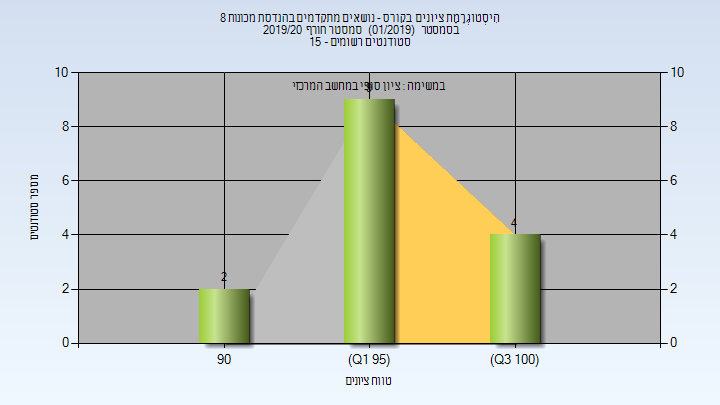 היסטוגרמת ציונים בקורס - נושאים מתקדמים בהנדסת מכונות 8
בסמסטר (01/2019) סמסטר חורף 2019/20
סטודנטים רשומים - 15
במשימה : ציון סופי במחשב המרכזי
10 10
9
8 8
6 6
4 4 4
2 2 2
0 0
90 (Q1 95) (Q3 100)
מספר סטודנטים
טווח ציונים